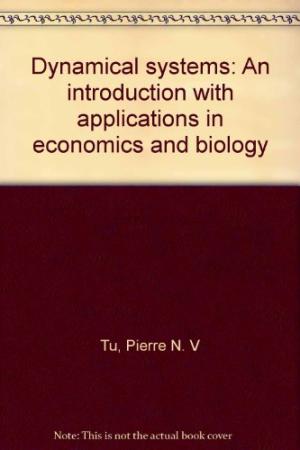 Dynamical systems: An
introduction with
applications in
economics and biology
Tu, Pierre N. V
Note: This is not the actual book cover